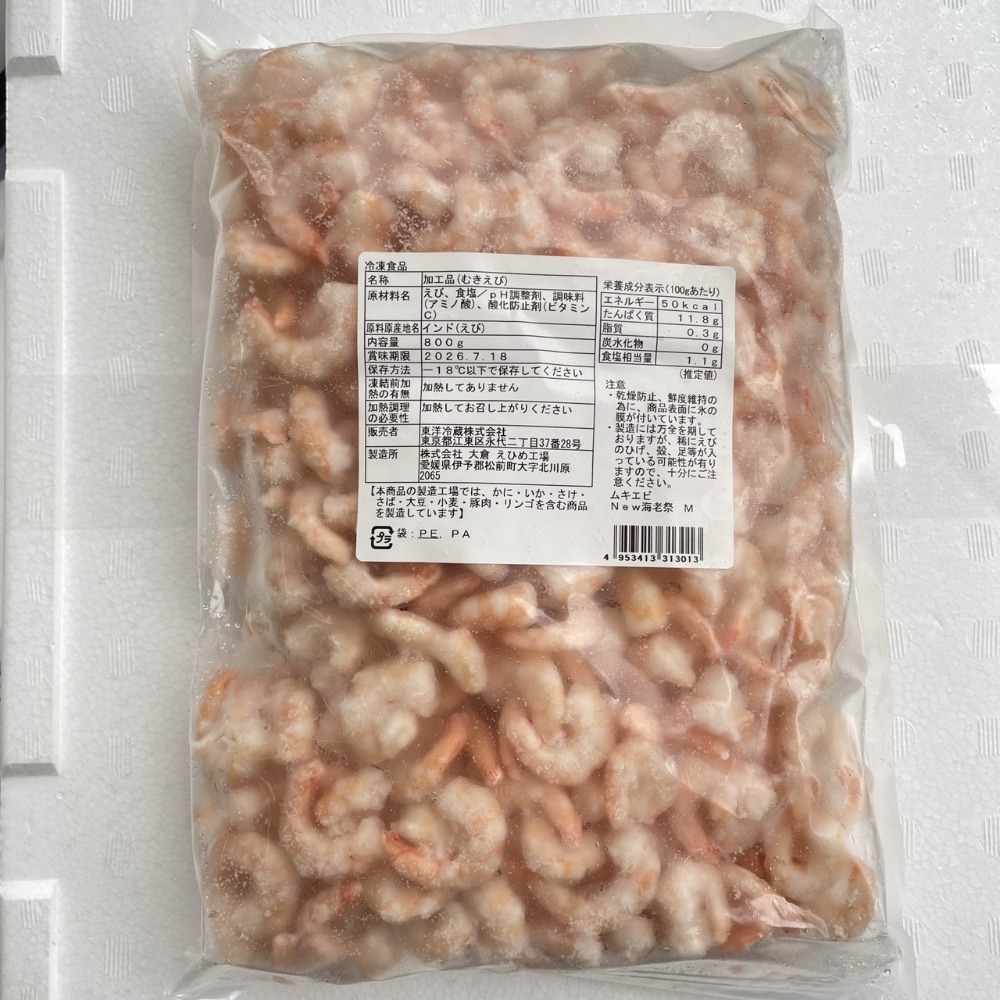 冷凍食品
名称 加工品(むきえび)
原材料名 えび、食塩／pH調整剤、調味料
(アミノ酸)、酸化防止剤(ビタミン
C)
原料原産地名 インド(えび)
内容量 800g
賞味期限 2026.7.18
保存方法 −18℃以下で保存してください
凍結前加
熱の有無 加熱してありません
加熱調理
の必要性 加熱してお召し上がりください
販売者 東洋冷蔵株式会社
東京都江東区永代二丁目37番28号
製造所 株式会社 大倉 えひめ工場
愛媛県伊予郡松前町大字北川原
2065
【本商品の製造工場では、かに・いか・さけ・
さば・大豆・小麦・豚肉・リンゴを含む商品
を製造しています】
プラ 袋：PE, PA
栄養成分表示(100gあたり)
エネルギー 50kcal
たんぱく質 11.8g
脂質 0.3g
炭水化物 0g
食塩相当量 1.1g
(推定値)
注意
・乾燥防止、鮮度維持の
為に、商品表面に氷の
膜が付いています。
・製造には万全を期して
おりますが、稀にえび
のひげ、殻、足等が入
っている可能性が有り
ますので、十分にご注
意ください。
ムキエビ
New海老祭 M
4 953413 313013